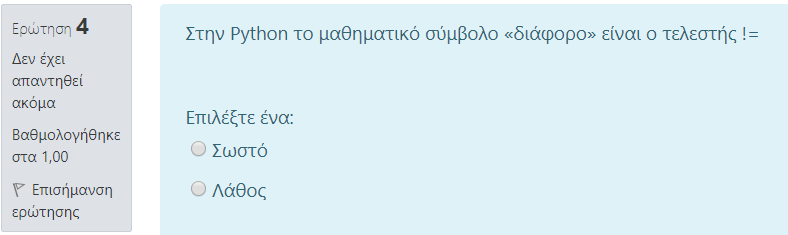 Ερώτηση 4
Δεν έχει
απαντηθεί
ακόμα
Βαθμολογήθηκε
στα 1,00
Επισήμανση
ερώτησης
Στην Python το μαθηματικό σύμβολο «διάφορο» είναι ο τελεστής !=
Επιλέξτε ένα:
Σωστό
Λάθος